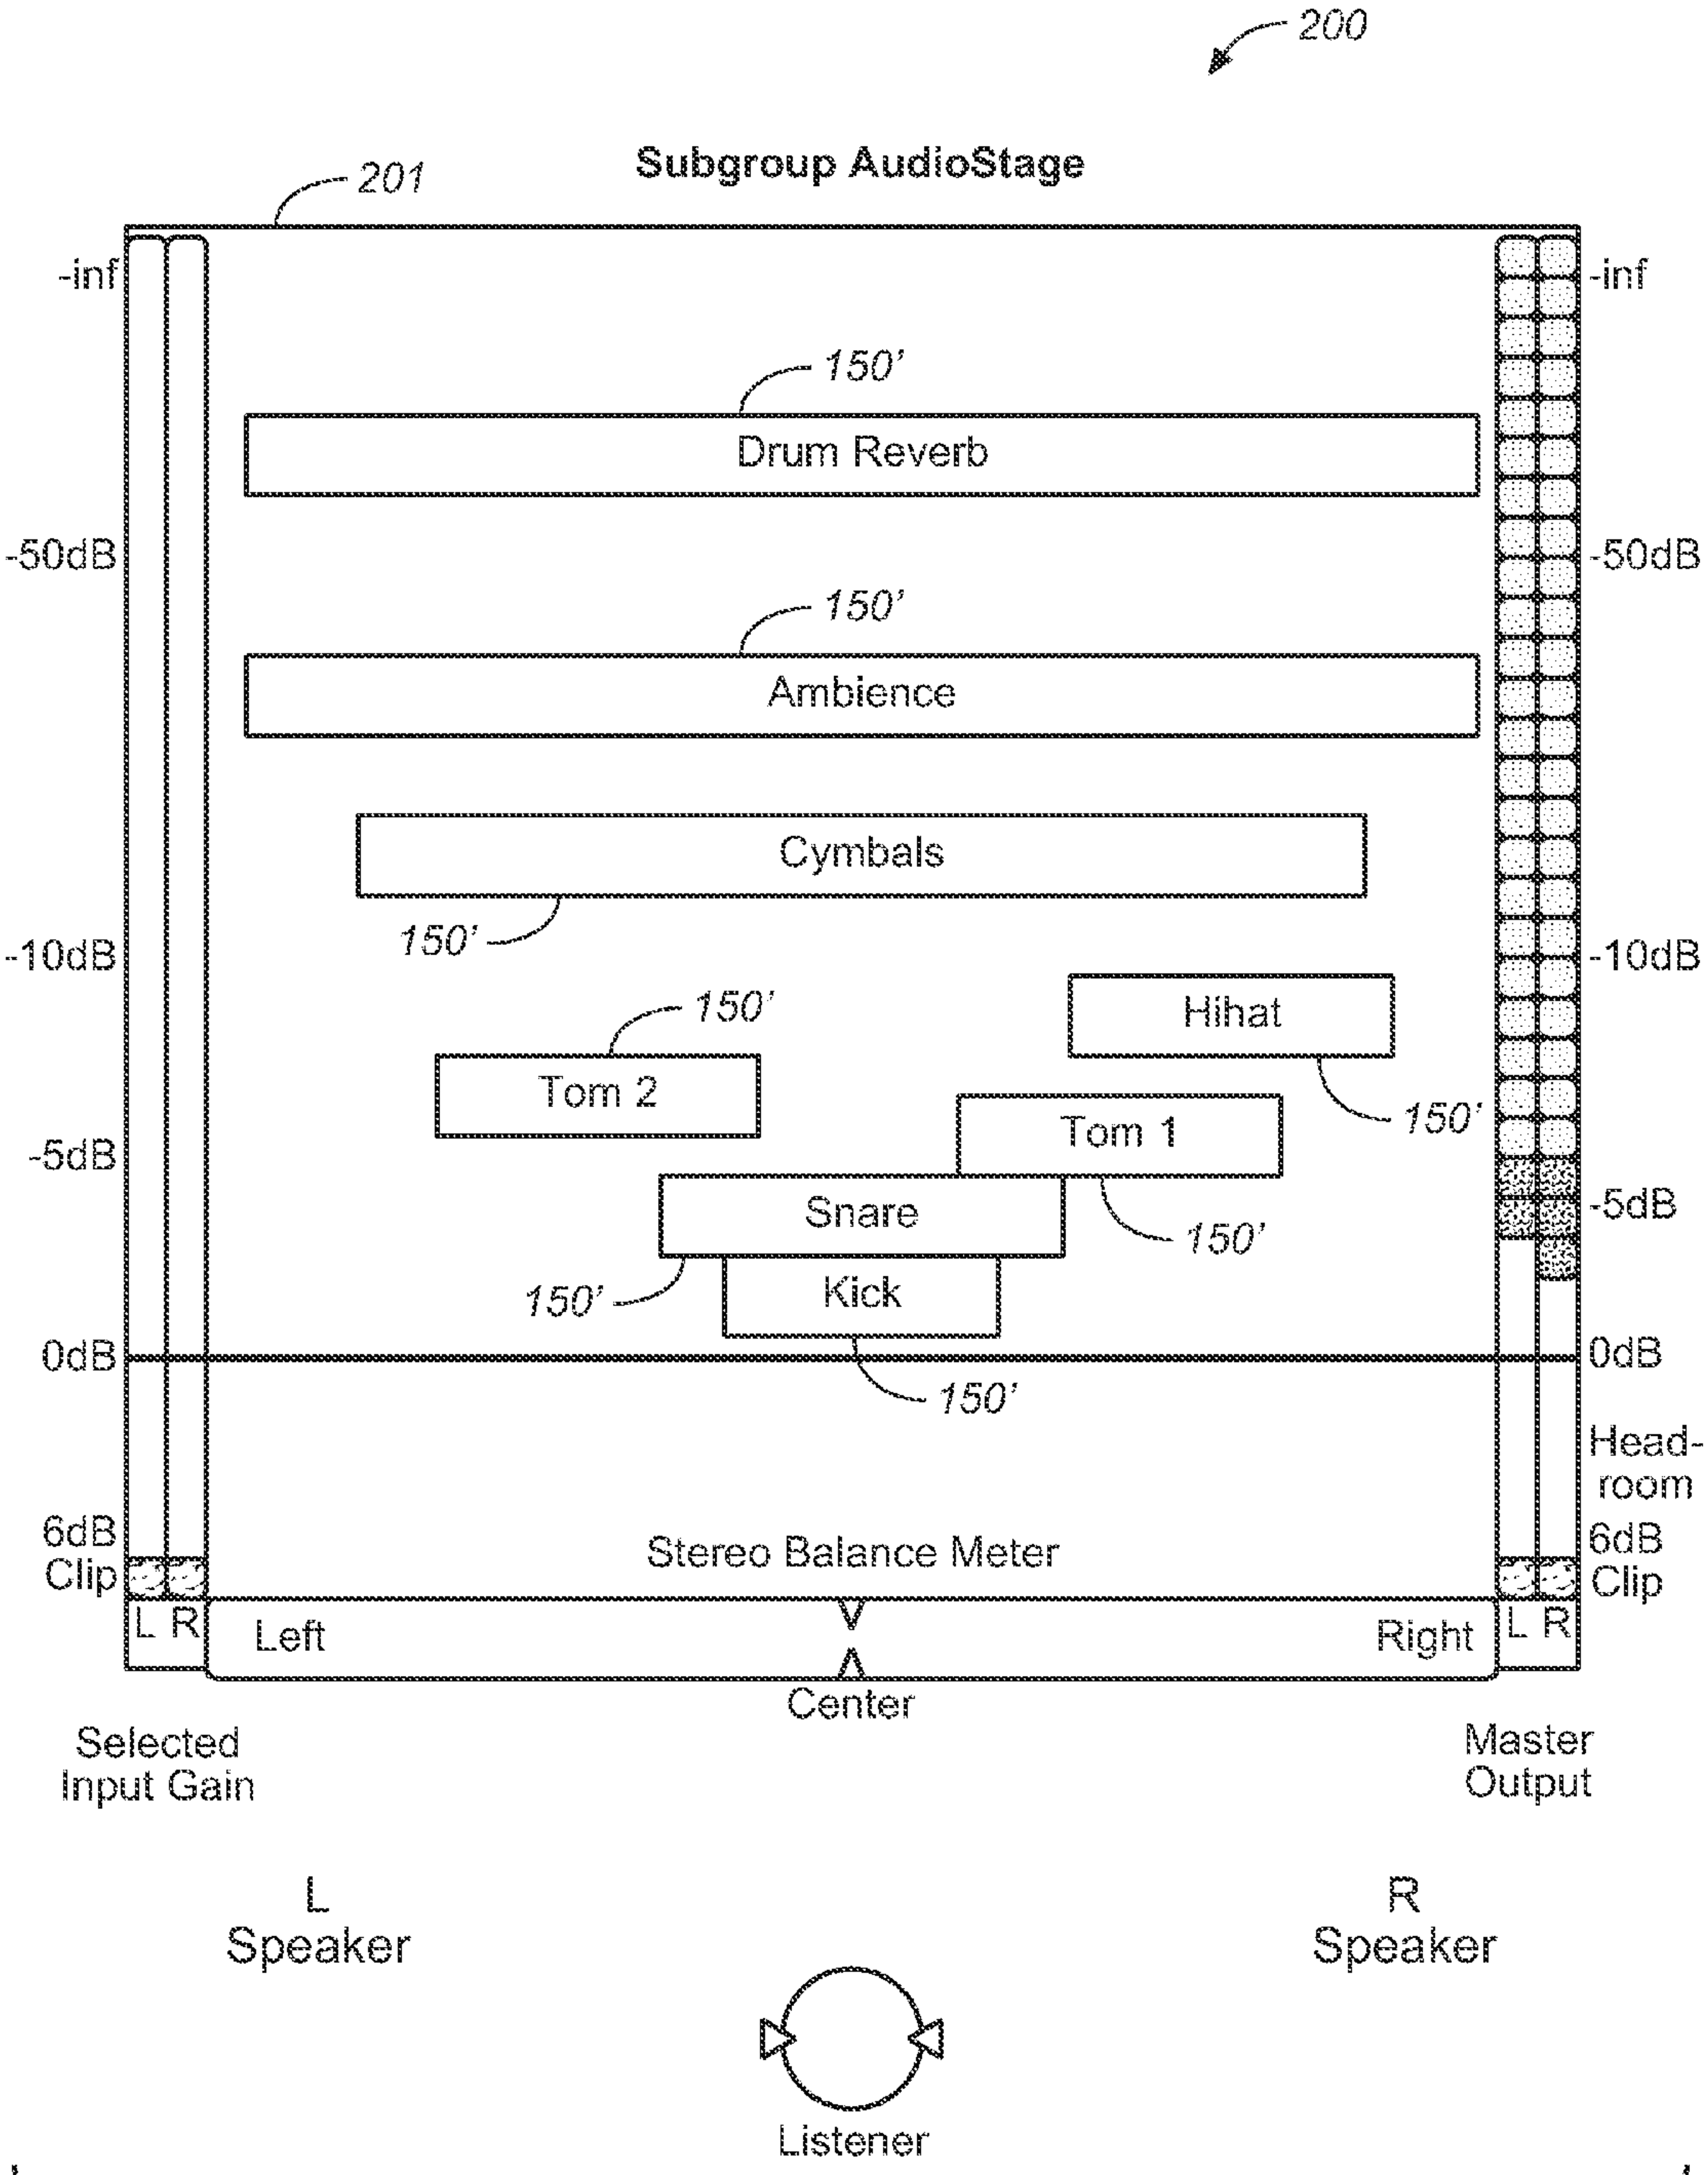 200
Subgroup AudioStage
201
-inf
-inf
150'
Drum Reverb
-50dB
-50dB
150'
Ambience
Cymbals
150'
-10dB
-10dB
Hihat
150'
Tom 2
150'
Tom 1
-5dB
-5dB
Snare
150'
150'
Kick
0dB
0dB
150'
Head-
room
6dB
6dB
Stereo Balance Meter
Clip
Clip
L R
Left
Right
L R
Center
Selected
Input Gain
Master
Output
L
Speaker
R
Speaker
Listener